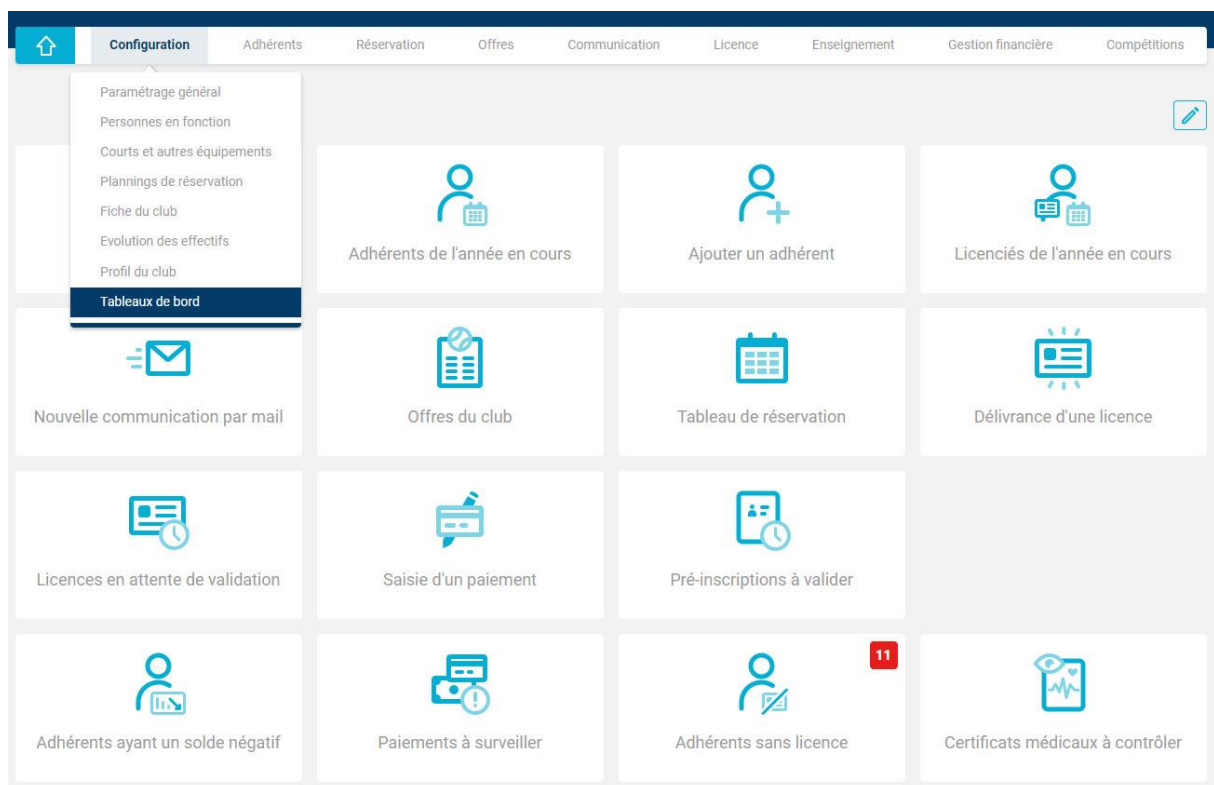 Configuration
Adhérents
Réservation
Offres
Communication
Licence
Enseignement
Gestion financière
Compétitions
Paramétrage général
Personnes en fonction
Courts et autres équipements
Plannings de réservation
Fiche du club
Evolution des effectifs
Profil du club
Tableaux de bord
Adhérents de l'année en cours
Ajouter un adhérent
Licenciés de l'année en cours
Nouvelle communication par mail
Offres du club
Tableau de réservation
Délivrance d'une licence
Licences en attente de validation
Saisie d'un paiement
Pré-inscriptions à valider
11
Adhérents ayant un solde négatif
Paiements à surveiller
Adhérents sans licence
Certificats médicaux à contrôler